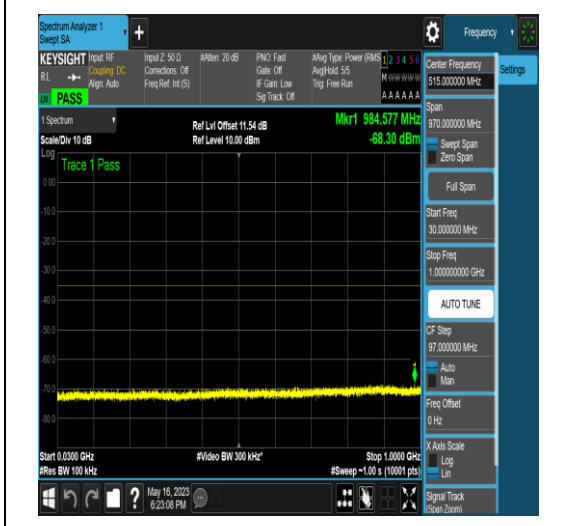 Spectrum Analyzer 1
Swept SA
+
Frequency
KEYSIGHT
RL
PASS
Input: RF
Coupling: DC
Align: Auto
Input Z: 50 Ω
Corrections: Off
Freq Ref: Int (S)
#Atten: 20 dB
PNO: Fast
Gate: Off
IF Gain: Low
Sig Track: Off
#Avg Type: Power (RMS
Avg|Hold: 5/5
Trig: Free Run
1 2 3 4 5 6
M W W W W W
A A A A A A
1 Spectrum
Scale/Div 10 dB
Ref Lvl Offset 11.54 dB
Ref Level 10.00 dBm
Mkr1 984.577 MHz
-68.30 dBm
Log
Trace 1 Pass
0.00
-10.0
-20.0
-30.0
-40.0
-50.0
-60.0
-70.0
-80.0
1
Start 0.0300 GHz
#Res BW 100 kHz
#Video BW 300 kHz*
Stop 1.0000 GHz
#Sweep ~1.00 s (10001 pts)
?
May 16, 2023
6:23:08 PM
Center Frequency
515.000000 MHz
Settings
Span
970.000000 MHz
Swept Span
Zero Span
Full Span
Start Freq
30.000000 MHz
Stop Freq
1.000000000 GHz
AUTO TUNE
CF Step
97.000000 MHz
Auto
Man
Freq Offset
0 Hz
X Axis Scale
Log
Lin
Signal Track
(Span Zoom)